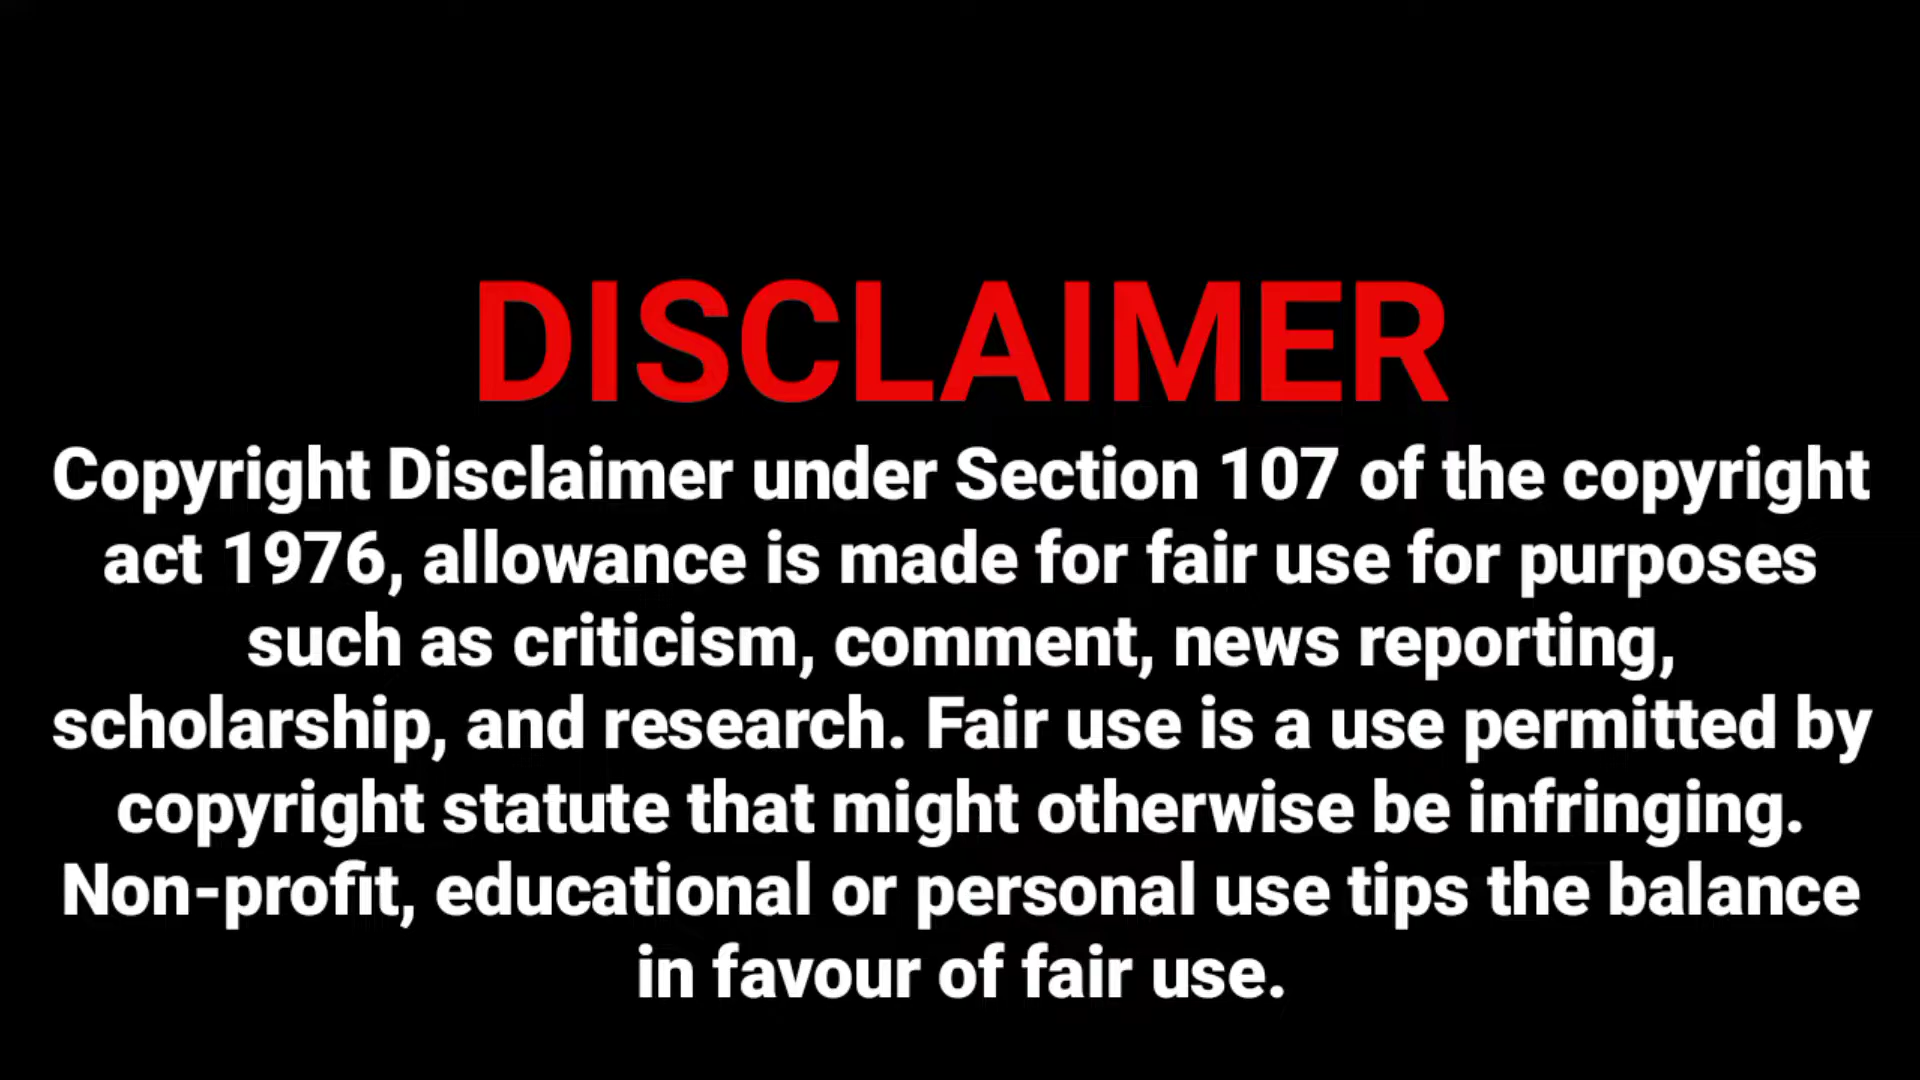 DISCLAIMER
Copyright Disclaimer under Section 107 of the copyright
act 1976, allowance is made for fair use for purposes
such as criticism, comment, news reporting,
scholarship, and research. Fair use is a use permitted by
copyright statute that might otherwise be infringing.
Non-profit, educational or personal use tips the balance
in favour of fair use.